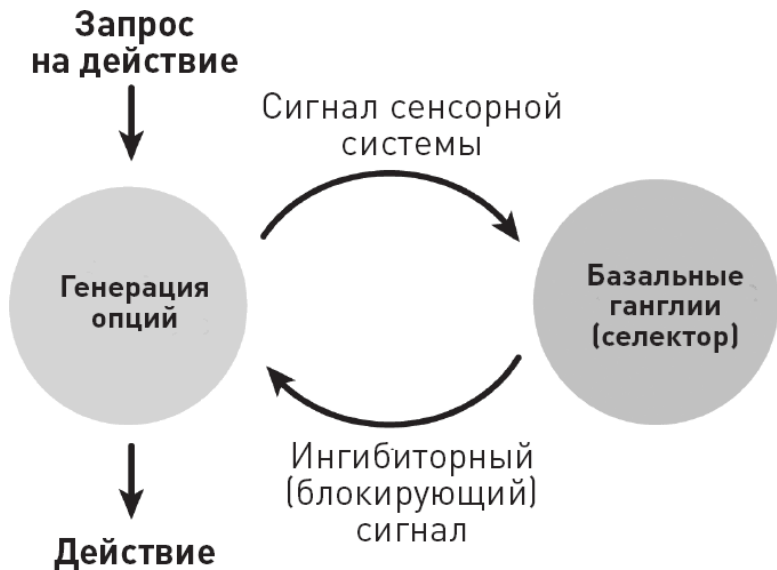 Запрос
на действие
Сигнал сенсорной
системы
Генерация
опций
Базальные
ганглии
(селектор)
Ингибиторный
(блокирующий)
сигнал
Действие